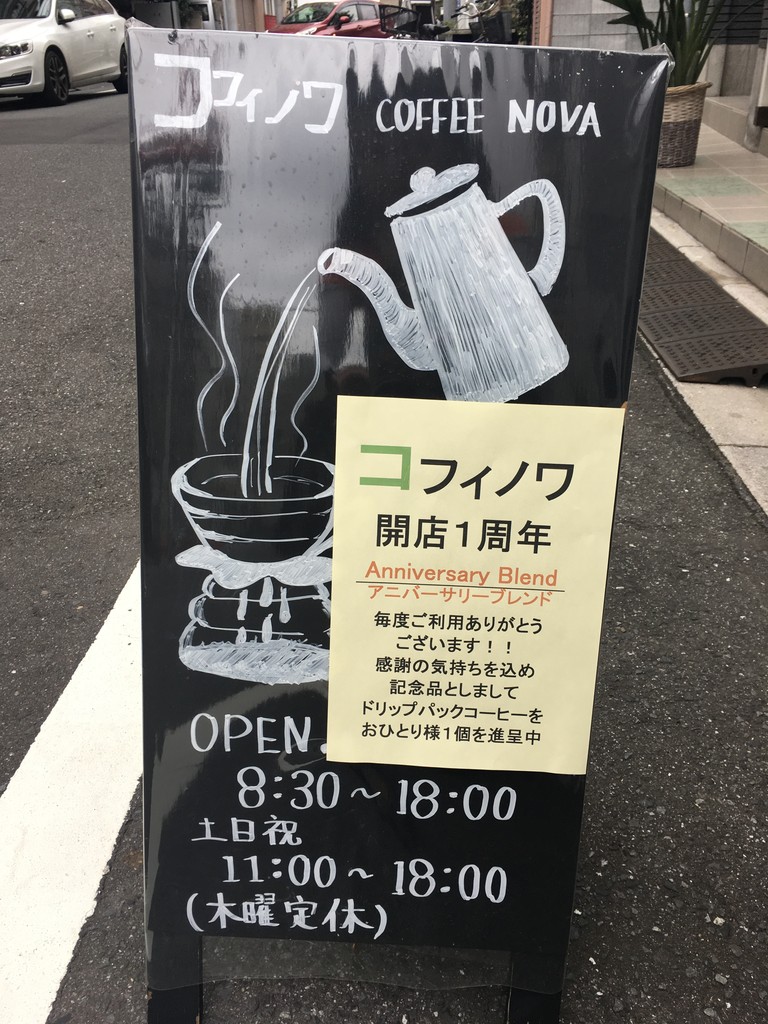 コフィノワ COFFEE NOVA
コフィノワ
開店1周年
Anniversary Blend
アニバーサリーブレンド
毎度ご利用ありがとう
ございます！！
感謝の気持ちを込め
記念品としまして
ドリップパックコーヒーを
おひとり様1個を進呈中
OPEN.
8:30~18:00
土日祝
11:00~18:00
(木曜定休)